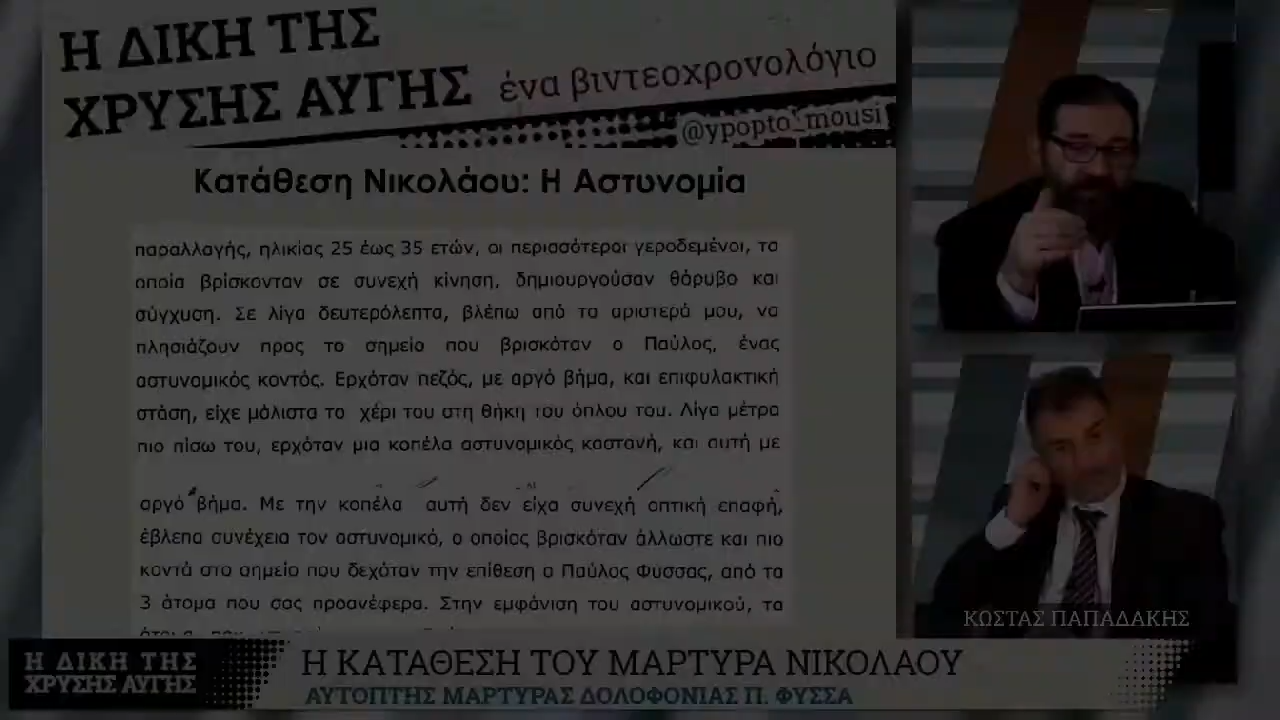 Η ΔΙΚΗ ΤΗΣ
ΧΡΥΣΗΣ ΑΥΓΗΣ ένα βιντεοχρονολόγιο
@ypopto_mousi
Κατάθεση Νικολάου: Η Αστυνομία
παραλλαγής, ηλικίας 25 έως 35 ετών, οι περισσότεροι γεροδεμένοι, τα
οποία βρίσκονταν σε συνεχή κίνηση, δημιουργούσαν θόρυβο και
σύγχυση. Σε λίγα δευτερόλεπτα, βλέπω από τα αριστερά μου, να
πλησιάζουν προς το σημείο που βρισκόταν ο Παύλος, ένας
αστυνομικός κοντός. Ερχόταν πεζός, με αργό βήμα, και επιφυλακτική
στάση, είχε μάλιστα το χέρι του στη θήκη του όπλου του. Λίγα μέτρα
πιο πίσω του, ερχόταν μια κοπέλα αστυνομικός καστανή, και αυτή με
αργό βήμα. Με την κοπέλα αυτή δεν είχα συνεχή οπτική επαφή,
έβλεπα συνέχεια τον αστυνομικό, ο οποίος βρισκόταν άλλωστε και πιο
κοντά στο σημείο που δεχόταν την επίθεση ο Παύλος Φυσσας, από τα
3 άτομα που σας προανέφερα. Στην εμφάνιση του αστυνομικού, τα
ΚΩΣΤΑΣ ΠΑΠΑΔΑΚΗΣ
Η ΔΙΚΗ ΤΗΣ
ΧΡΥΣΗΣ ΑΥΓΗΣ
Η ΚΑΤΑΘΕΣΗ ΤΟΥ ΜΑΡΤΥΡΑ ΝΙΚΟΛΑΟΥ
ΑΥΤΟΠΤΗΣ ΜΑΡΤΥΡΑΣ ΔΟΛΟΦΟΝΙΑΣ Π. ΦΥΣΣΑ